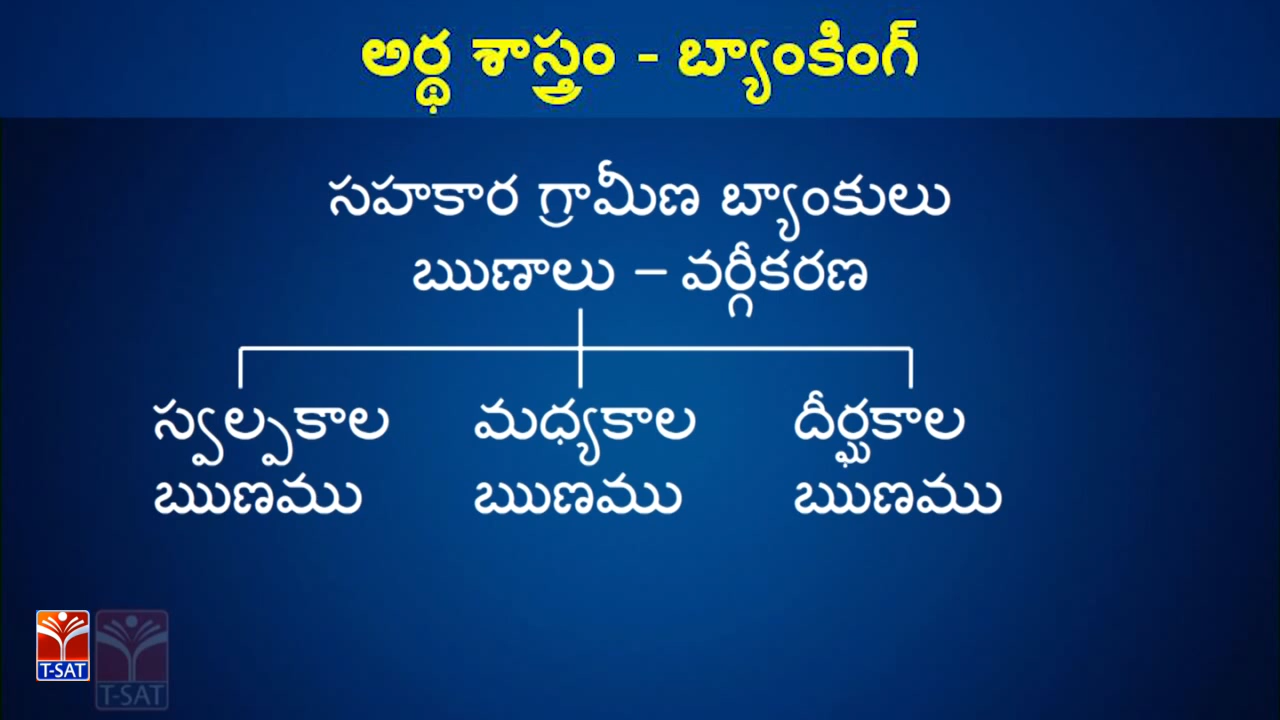 అర్థ శాస్త్రం - బ్యాంకింగ్
సహకార గ్రామీణ బ్యాంకులు
ఋణాలు – వర్గీకరణ
స్వల్పకాల ఋణము
మధ్యకాల ఋణము
దీర్ఘకాల ఋణము
T-SAT
T-SAT